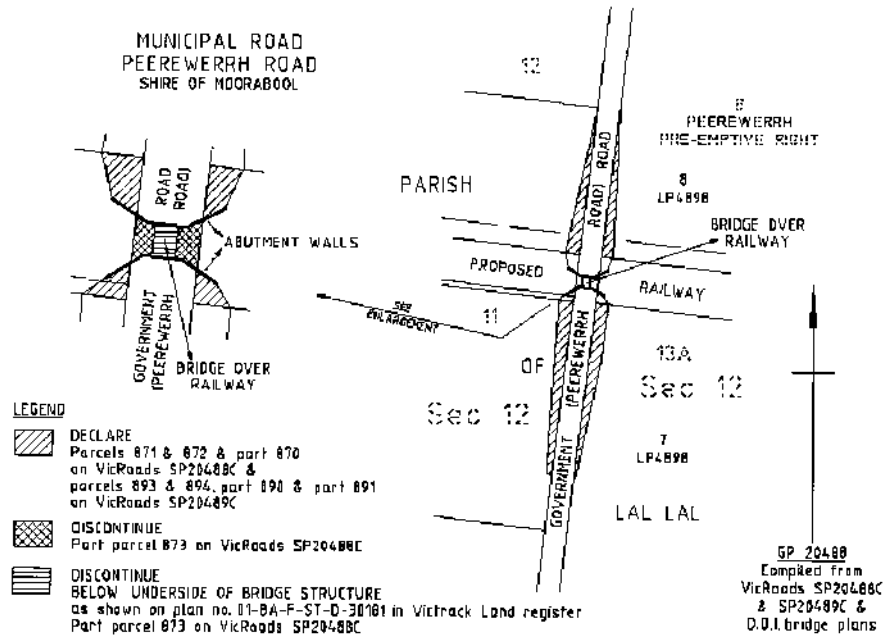 MUNICIPAL ROAD
PEEREWERRH ROAD
SHIRE OF MOORABOOL
ROAD
ROAD)
ABUTMENT WALLS
GOVERNMENT
(PEEREWERRH
BRIDGE OVER
RAILWAY
12
PEEREWERRH
PRE-EMPTIVE RIGHT
8
LP4898
PARISH
ROAD
ROAD)
BRIDGE OVER
RAILWAY
PROPOSED
RAILWAY
SEE
ENLARGEMENT
11
13A
OF
Sec 12
Sec 12
(PEEREWERRH
GOVERNMENT
7
LP4898
LAL LAL
LEGEND
DECLARE
Parcels 871 & 872 & part 870
on VicRoads SP20488C &
parcels 893 & 894, part 890 & part 891
on VicRoads SP20489C
DISCONTINUE
Part parcel 873 on VicRoads SP20488C
DISCONTINUE
BELOW UNDERSIDE OF BRIDGE STRUCTURE
as shown on plan no. 01-BA-F-ST-D-30181 in Victrack Land register
Part parcel 873 on VicRoads SP20488C
GP 20488
Compiled from
VicRoads SP20488C
& SP20489C &
D.O.I. bridge plans